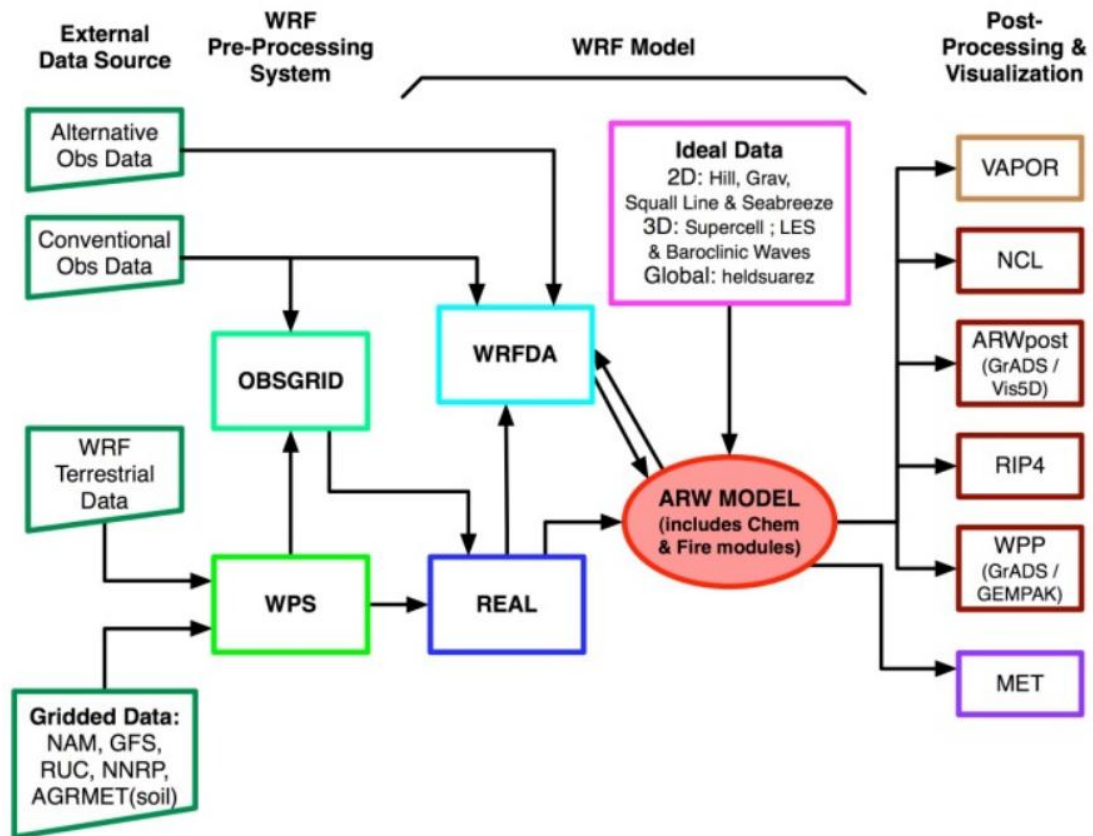 External
Data Source
WRF
Pre-Processing
System
WRF Model
Post-
Processing &
Visualization
Alternative
Obs Data
Conventional
Obs Data
WRF
Terrestrial
Data
Gridded Data:
NAM, GFS,
RUC, NNRP,
AGRMET(soil)
OBSGRID
WPS
WRFDA
REAL
Ideal Data
2D: Hill, Grav,
Squall Line & Seabreeze
3D: Supercell ; LES
& Baroclinic Waves
Global: heldsuarez
ARW MODEL
(includes Chem
& Fire modules)
VAPOR
NCL
ARWpost
(GrADS /
Vis5D)
RIP4
WPP
(GrADS /
GEMPAK)
MET